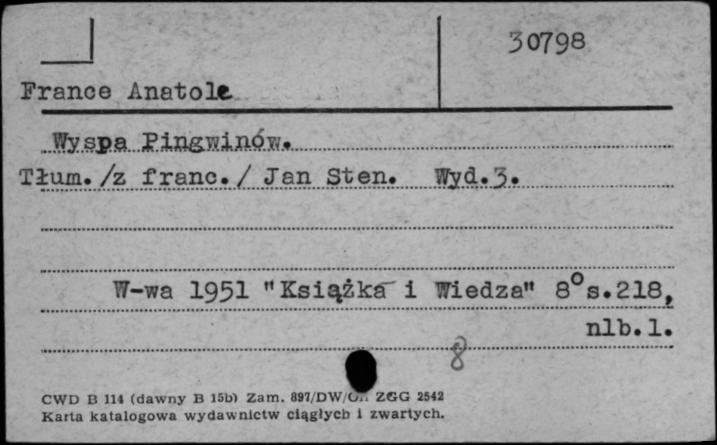 30798
France Anatole
Wyspa Pingwinów.
Tłum./z franc./ Jan Sten. Wyd.3.
W-wa 1951 "Książka i Wiedza" 8° s.218,
nlb.1.
8
CWD B 114 (dawny B 15b) Zam. 897/DW/ ZGG 2542
Karta katalogowa wydawnictw ciągłych i zwartych.